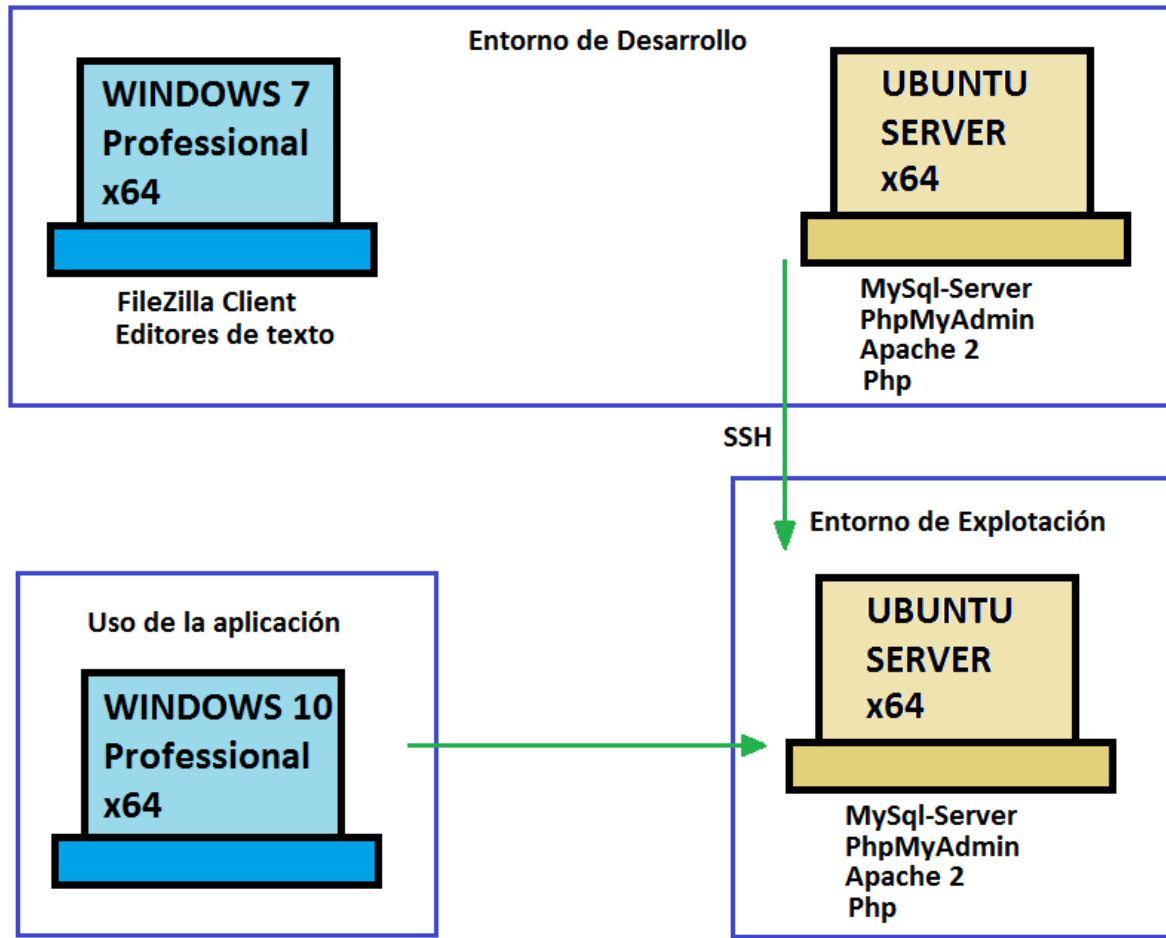 Entorno de Desarrollo
WINDOWS 7
Professional
x64
FileZilla Client
Editores de texto
UBUNTU
SERVER
x64
MySql-Server
PhpMyAdmin
Apache 2
Php
SSH
Entorno de Explotación
UBUNTU
SERVER
x64
MySql-Server
PhpMyAdmin
Apache 2
Php
Uso de la aplicación
WINDOWS 10
Professional
x64